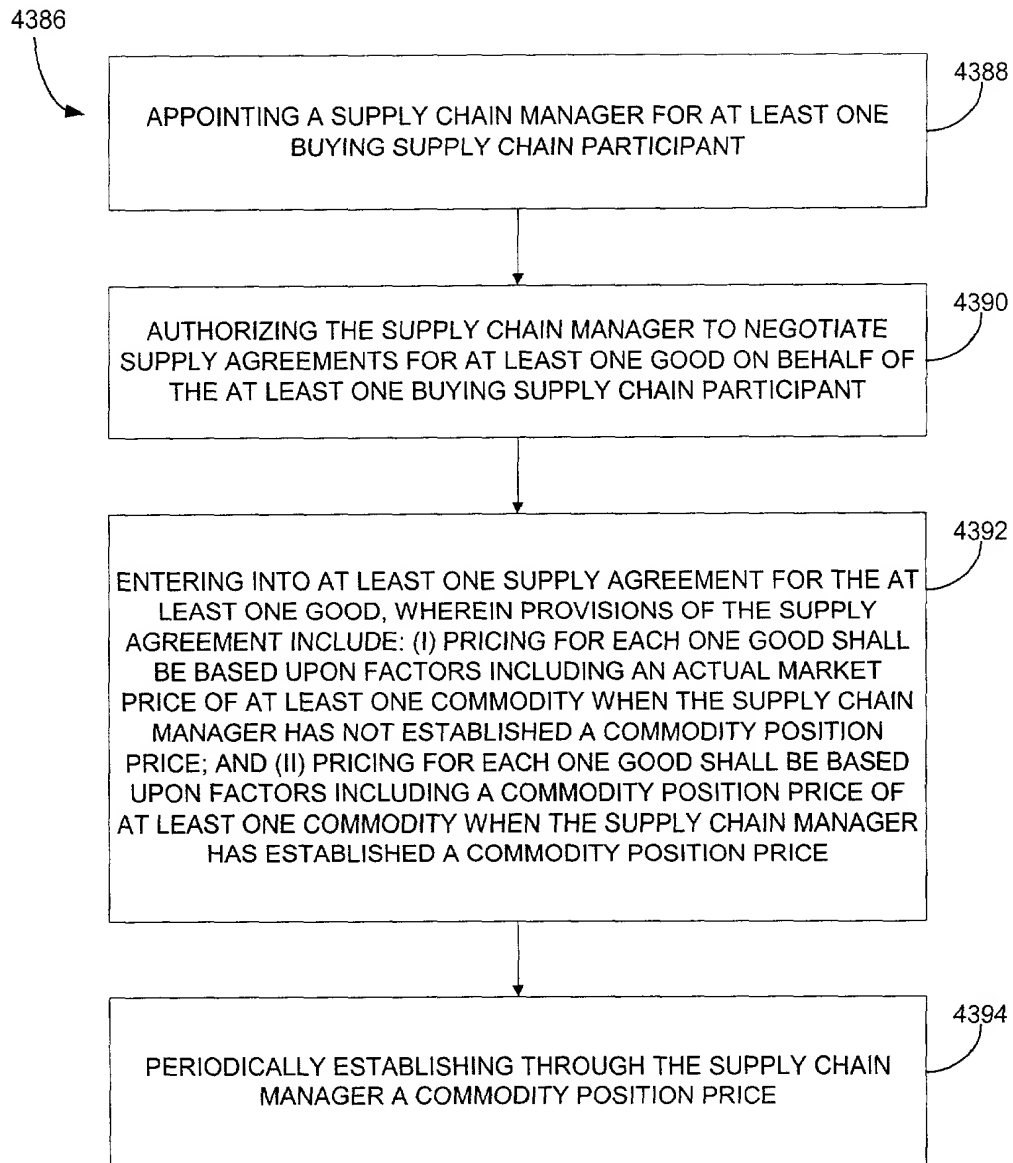 4386
4388
APPOINTING A SUPPLY CHAIN MANAGER FOR AT LEAST ONE
BUYING SUPPLY CHAIN PARTICIPANT
4390
AUTHORIZING THE SUPPLY CHAIN MANAGER TO NEGOTIATE
SUPPLY AGREEMENTS FOR AT LEAST ONE GOOD ON BEHALF OF
THE AT LEAST ONE BUYING SUPPLY CHAIN PARTICIPANT
4392
ENTERING INTO AT LEAST ONE SUPPLY AGREEMENT FOR THE AT
LEAST ONE GOOD, WHEREIN PROVISIONS OF THE SUPPLY
AGREEMENT INCLUDE: (I) PRICING FOR EACH ONE GOOD SHALL
BE BASED UPON FACTORS INCLUDING AN ACTUAL MARKET
PRICE OF AT LEAST ONE COMMODITY WHEN THE SUPPLY CHAIN
MANAGER HAS NOT ESTABLISHED A COMMODITY POSITION
PRICE; AND (II) PRICING FOR EACH ONE GOOD SHALL BE BASED
UPON FACTORS INCLUDING A COMMODITY POSITION PRICE OF
AT LEAST ONE COMMODITY WHEN THE SUPPLY CHAIN MANAGER
HAS ESTABLISHED A COMMODITY POSITION PRICE
4394
PERIODICALLY ESTABLISHING THROUGH THE SUPPLY CHAIN
MANAGER A COMMODITY POSITION PRICE